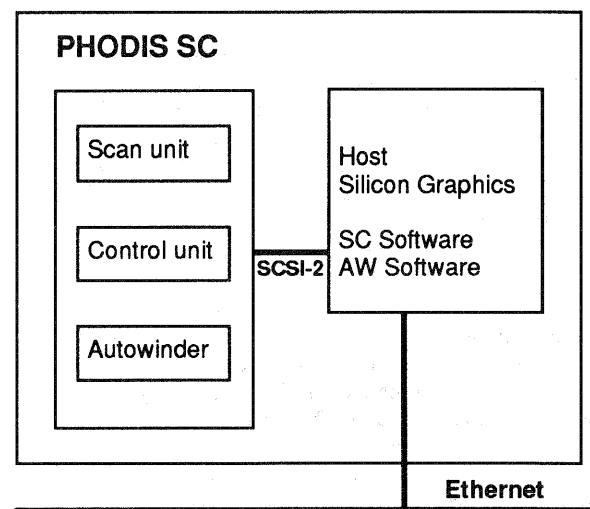 PHODIS SC
Scan unit
Control unit
Autowinder
SCSI-2
Host
Silicon Graphics
SC Software
AW Software
Ethernet